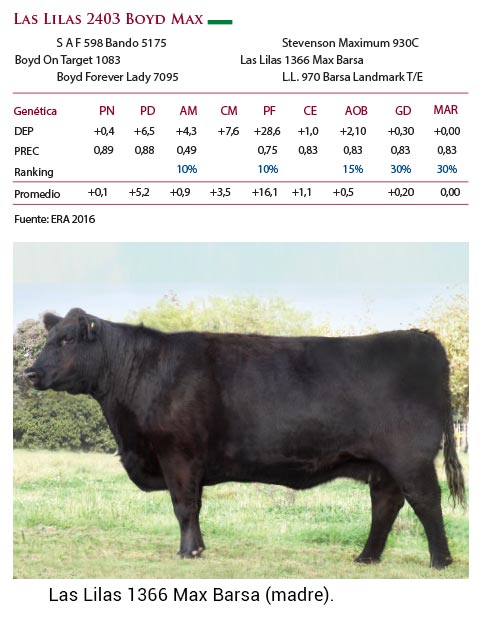 Las Lilas 2403 Boyd Max
S A F 598 Bando 5175 Stevenson Maximum 930C
Boyd On Target 1083 Las Lilas 1366 Max Barsa
Boyd Forever Lady 7095 L.L. 970 Barsa Landmark T/E
Genética PN PD AM CM PF CE AOB GD MAR
DEP +0,4 +6,5 +4,3 +7,6 +28,6 +1,0 +2,10 +0,30 +0,00
PREC 0,89 0,88 0,49 0,75 0,83 0,83 0,83 0,83
Ranking 10% 10% 15% 30% 30%
Promedio +0,1 +5,2 +0,9 +3,5 +16,1 +1,1 +0,5 +0,20 0,00
Fuente: ERA 2016
Las Lilas 1366 Max Barsa (madre).